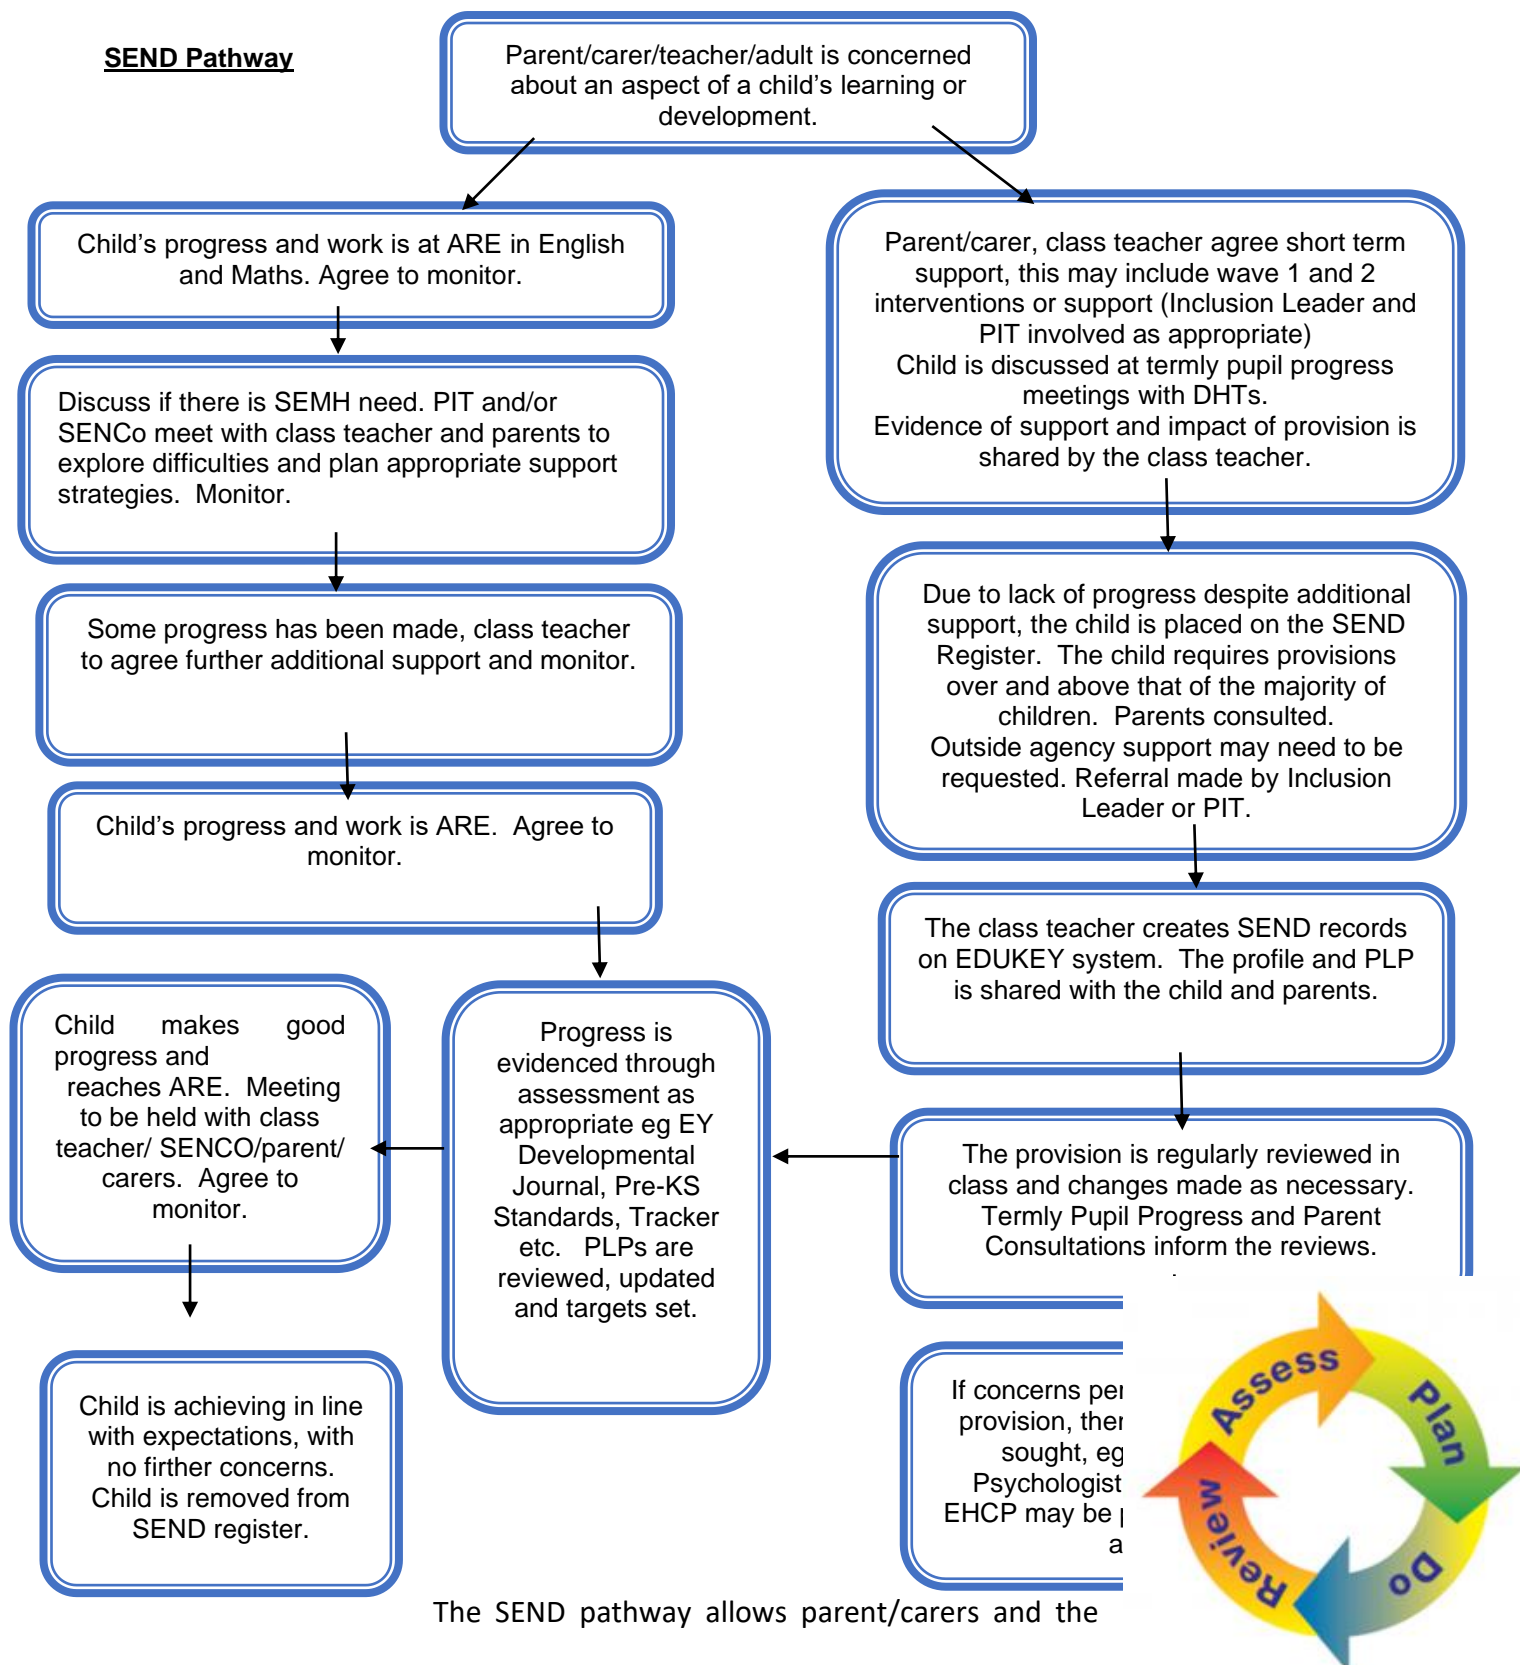 SEND Pathway
Parent/carer/teacher/adult is concerned
about an aspect of a child's learning or
development.
Child's progress and work is at ARE in English
and Maths. Agree to monitor.
Discuss if there is SEMH need. PIT and/or
SENCo meet with class teacher and parents to
explore difficulties and plan appropriate support
strategies.  Monitor.
Some progress has been made, class teacher
to agree further additional support and monitor.
Child's progress and work is ARE.  Agree to
monitor.
Parent/carer, class teacher agree short term
support, this may include wave 1 and 2
interventions or support (Inclusion Leader and
PIT involved as appropriate)
Child is discussed at termly pupil progress
meetings with DHTs.
Evidence of support and impact of provision is
shared by the class teacher.
Due to lack of progress despite additional
support, the child is placed on the SEND
Register.  The child requires provisions
over and above that of the majority of
children.  Parents consulted.
Outside agency support may need to be
requested. Referral made by Inclusion
Leader or PIT.
The class teacher creates SEND records
on EDUKEY system.  The profile and PLP
is shared with the child and parents.
The provision is regularly reviewed in
class and changes made as necessary.
Termly Pupil Progress and Parent
Consultations inform the reviews.
.
Progress is
evidenced through
assessment as
appropriate eg EY
Developmental
Journal, Pre-KS
Standards, Tracker
etc.   PLPs are
reviewed, updated
and targets set.
Child makes good
progress and
reaches ARE.  Meeting
to be held with class
teacher/ SENCO/parent/
carers.  Agree to
monitor.
Child is achieving in line
with expectations, with
no firther concerns.
Child is removed from
SEND register.
If concerns
provision,
sought, eg
Psychologist
EHCP may be
Assess
Plan
Do
Review
The SEND pathway allows parent/carers and the